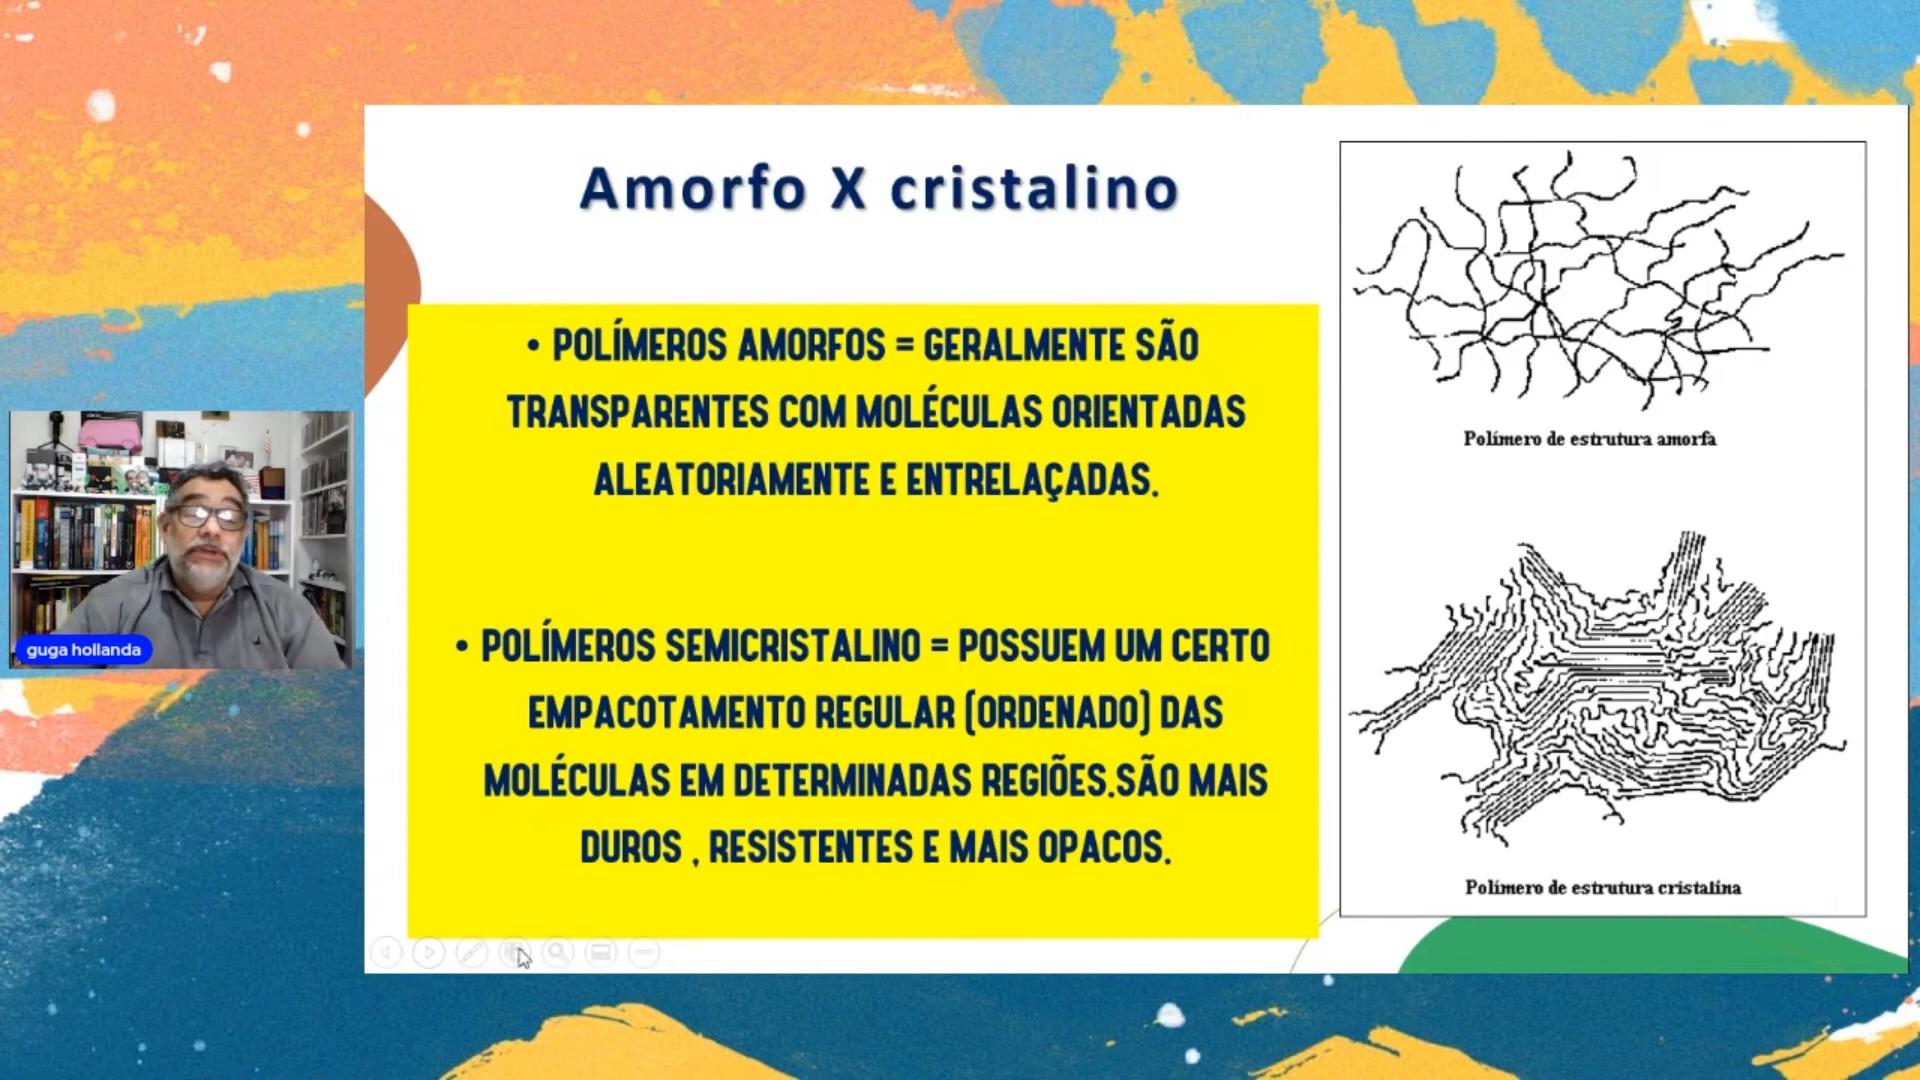 Amorfo X cristalino
• POLÍMEROS AMORFOS = GERALMENTE SÃO
TRANSPARENTES COM MOLÉCULAS ORIENTADAS
ALEATORIAMENTE E ENTRELAÇADAS.
• POLÍMEROS SEMICRISTALINO = POSSUEM UM CERTO
EMPACOTAMENTO REGULAR (ORDENADO) DAS
MOLÉCULAS EM DETERMINADAS REGIÕES.SÃO MAIS
DUROS , RESISTENTES E MAIS OPACOS.
Polímero de estrutura amorfa
Polímero de estrutura cristalina
guga hollanda